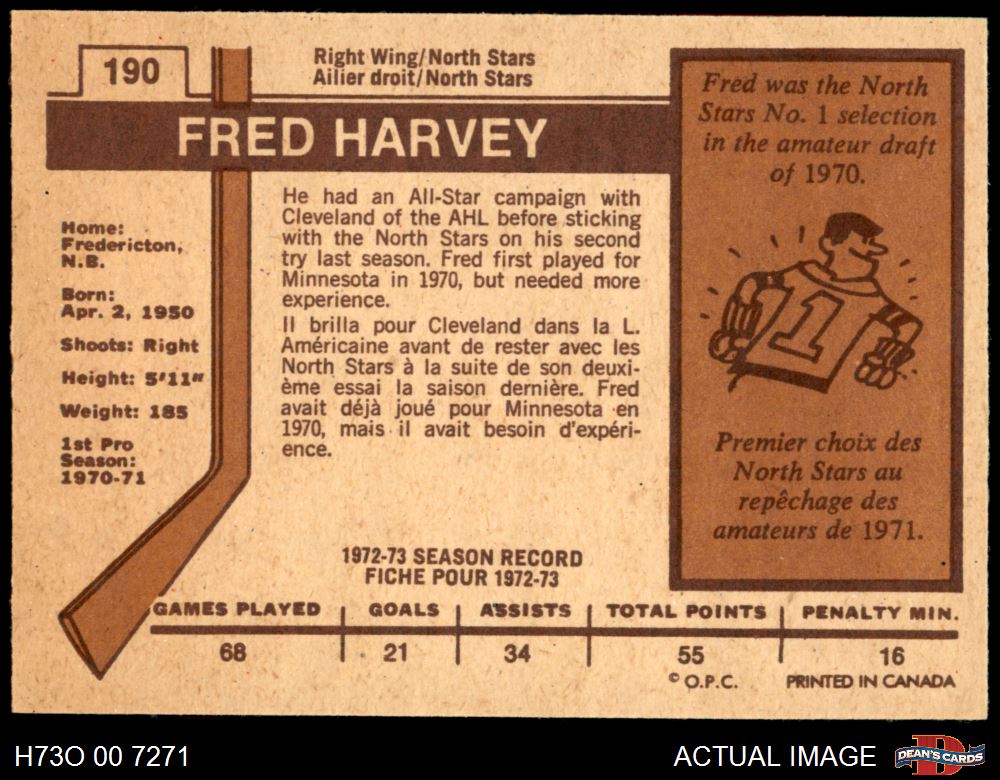 190
Right Wing/North Stars
Ailier droit/North Stars
FRED HARVEY
Home:
Fredericton,
N.B.
Born:
Apr. 2, 1950
Shoots: Right
Height: 5'11"
Weight: 185
1st Pro
Season:
1970-71
He had an All-Star campaign with
Cleveland of the AHL before sticking
with the North Stars on his second
try last season. Fred first played for
Minnesota in 1970, but needed more
experience.
Il brilla pour Cleveland dans la L.
Américaine avant de rester avec les
North Stars à la suite de son deuxi-
ème essai la saison dernière. Fred
avait déjà joué pour Minnesota en
1970, mais il avait besoin d'expéri-
ence.
Fred was the North
Stars No. 1 selection
in the amateur draft
of 1970.
1
Premier choix des
North Stars au
repêchage des
amateurs de 1971.
1972-73 SEASON RECORD
FICHE POUR 1972-73
GAMES PLAYED GOALS ASSISTS TOTAL POINTS PENALTY MIN.
68 21 34 55 16
© O.P.C. PRINTED IN CANADA
H73O 00 7271
ACTUAL IMAGE
D
DEAN'S CARDS